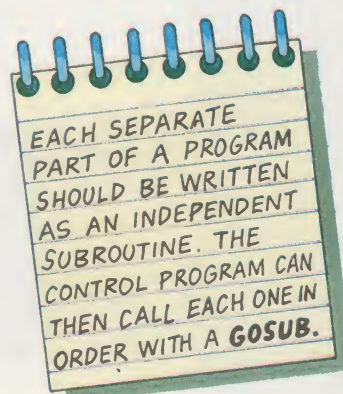 EACH SEPARATE
PART OF A PROGRAM
SHOULD BE WRITTEN
AS AN INDEPENDENT
SUBROUTINE. THE
CONTROL PROGRAM CAN
THEN CALL EACH ONE IN
ORDER WITH A GOSUB.